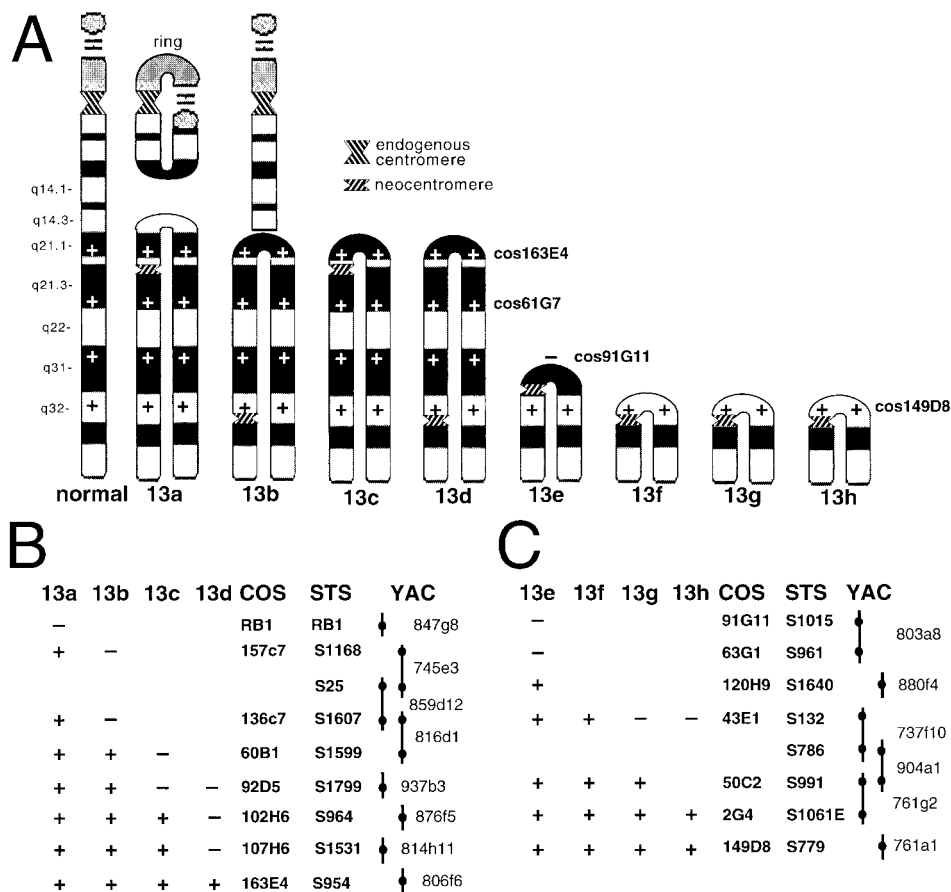 A
ring
endogenous
centromere
neocentromere
q14.1-
q14.3-
q21.1-
q21.3-
q22-
q31-
q32-
+ + + + + + + + + cos163E4
+ + + + + + + + + cos61G7
+ + + + + + + + +
− cos91G11
+ + + + + + + + + + + + + + + + + cos149D8
normal 13a 13b 13c 13d 13e 13f 13g 13h
B
13a 13b 13c 13d COS STS YAC
− RB1 RB1 847g8
+ − 157c7 S1168
745e3
S25
859d12
+ − 136c7 S1607
816d1
+ + − 60B1 S1599
+ + − − 92D5 S1799 937b3
+ + + − 102H6 S964 876f5
+ + + − 107H6 S1531 814h11
+ + + + 163E4 S954 806f6
C
13e 13f 13g 13h COS STS YAC
− 91G11 S1015
803a8
− 63G1 S961
+ 120H9 S1640 880f4
+ + − − 43E1 S132
737f10
S786
904a1
+ + + 50C2 S991
761g2
+ + + + 2G4 S1061E
+ + + + 149D8 S779 761a1